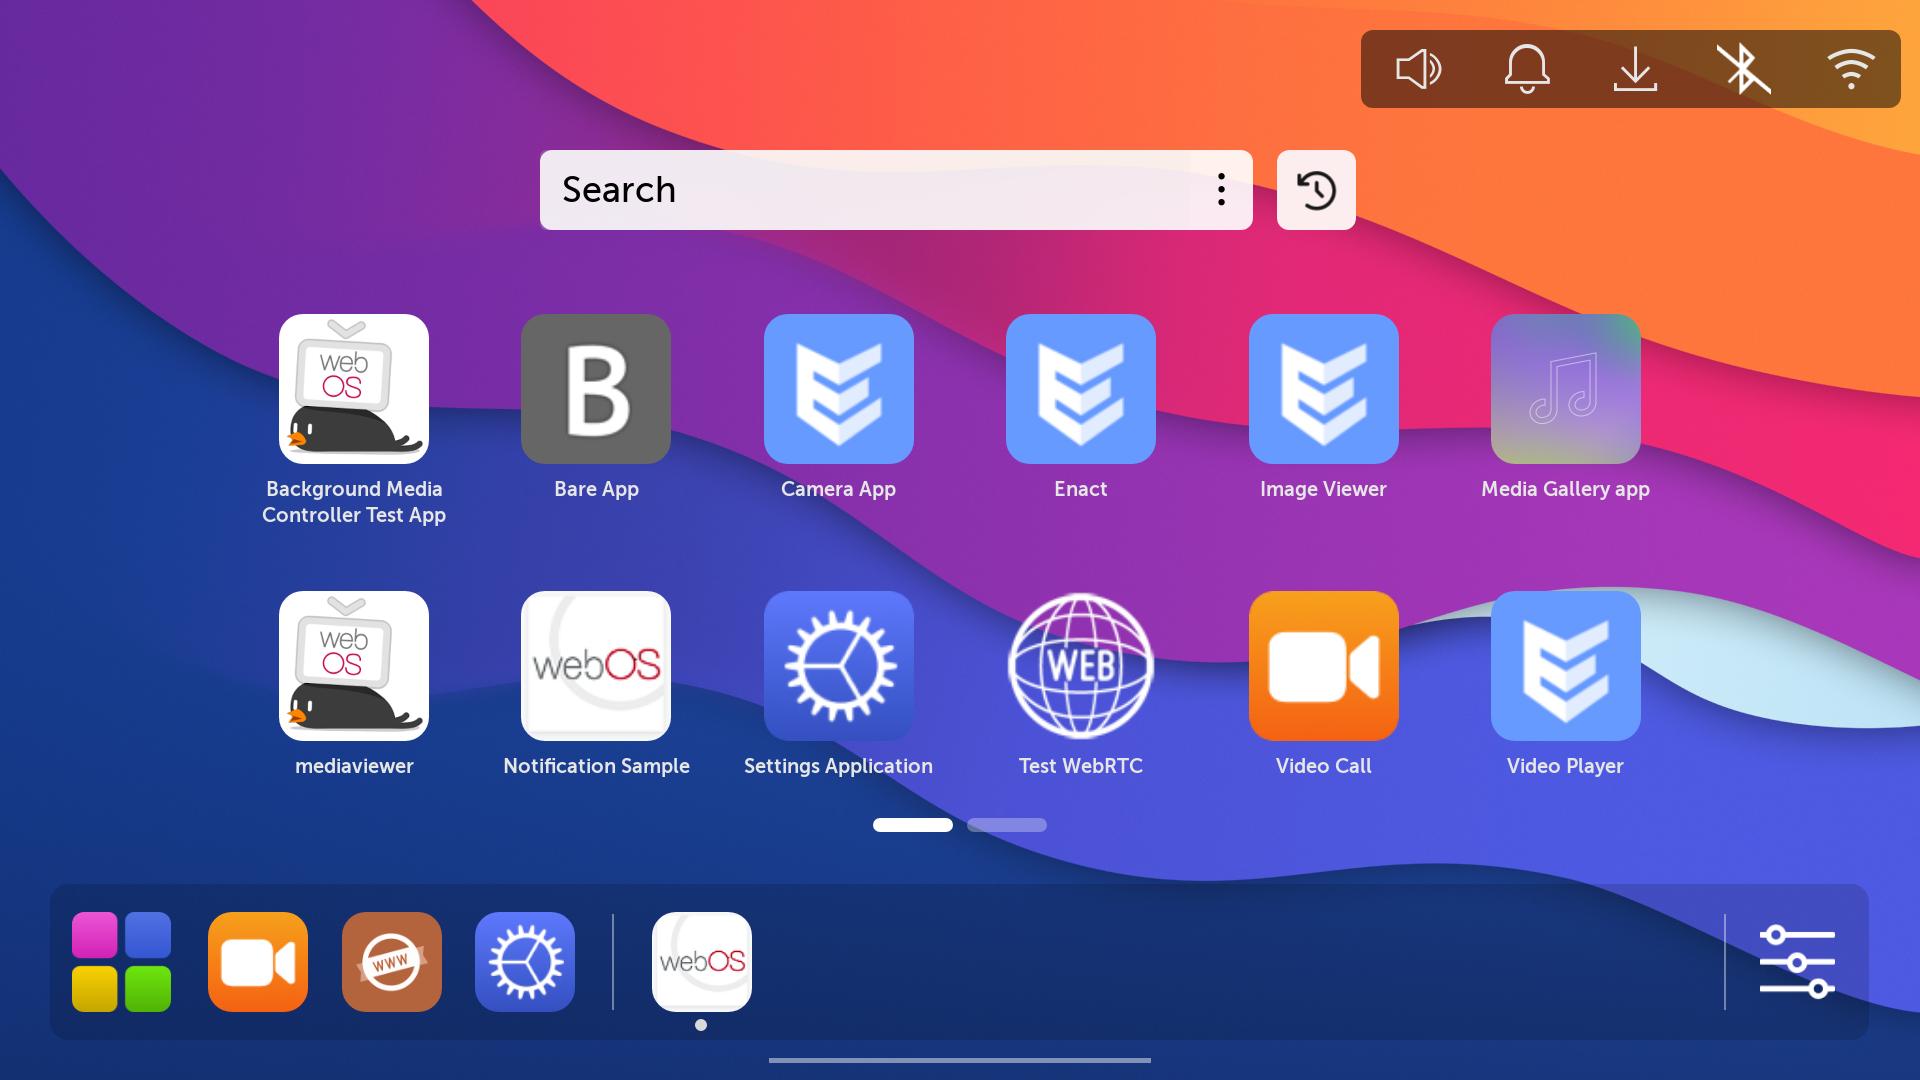 Search
web
OS
B
Background Media
Controller Test App
Bare App
Camera App
Enact
Image Viewer
Media Gallery app
web
OS
webOS
WEB
mediaviewer
Notification Sample
Settings Application
Test WebRTC
Video Call
Video Player
WWW
webOS